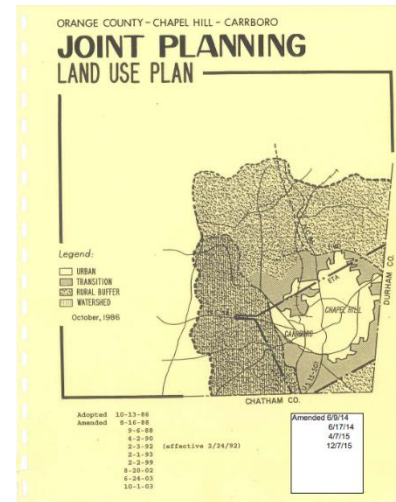 ORANGE COUNTY - CHAPEL HILL - CARRBORO
JOINT PLANNING
LAND USE PLAN
Legend:
URBAN
TRANSITION
RURAL BUFFER
WATERSHED
October, 1986
ETA
CHAPEL HILL
CARRBORO
DURHAM CO.
CHATHAM CO.
Adopted 10-13-86
Amended 8-16-88
9-6-88
4-2-90
2-3-92 (effective 2/24/92)
2-1-93
2-2-99
8-20-02
6-24-03
10-1-03
Amended 6/9/14
6/17/14
4/7/15
12/7/15